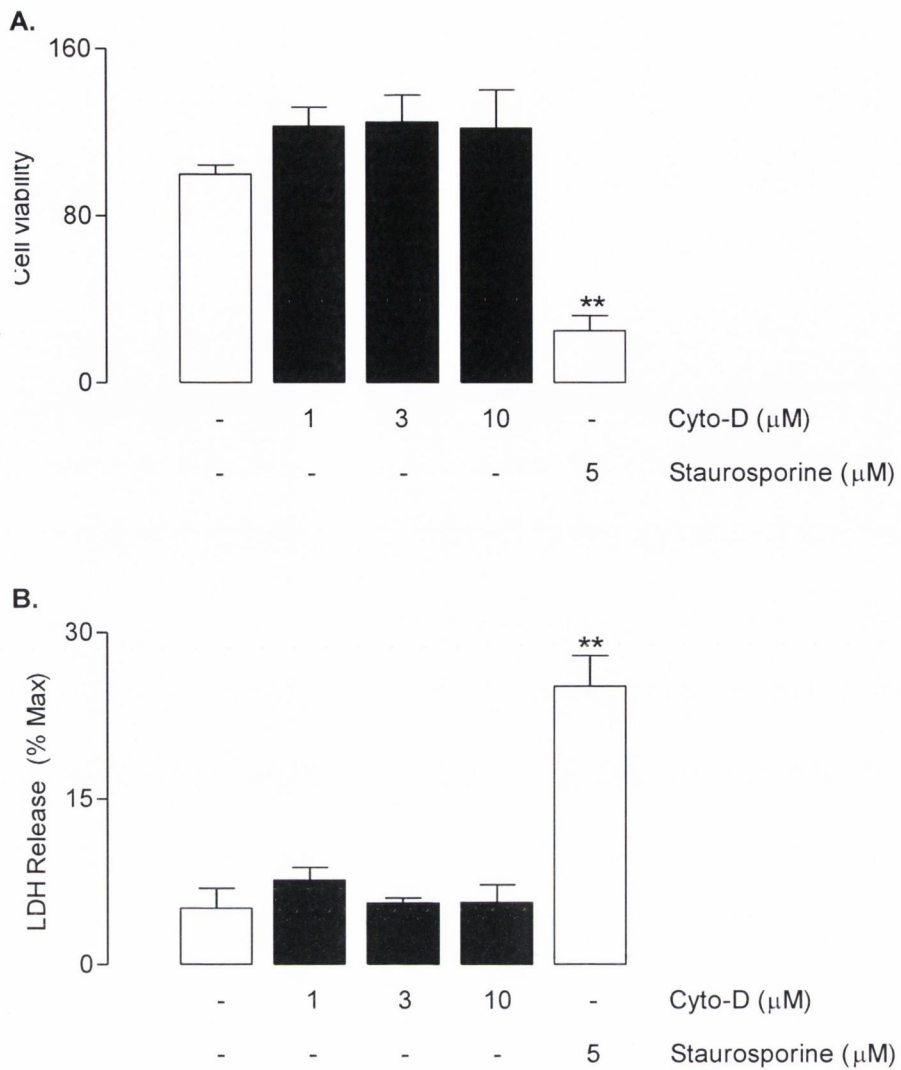 A.
160
80
0
Cell viability
**
- 1 3 10 - Cyto-D (μM)
- - - - 5 Staurosporine (μM)
B.
30
15
0
LDH Release (% Max)
**
- 1 3 10 - Cyto-D (μM)
- - - - 5 Staurosporine (μM)